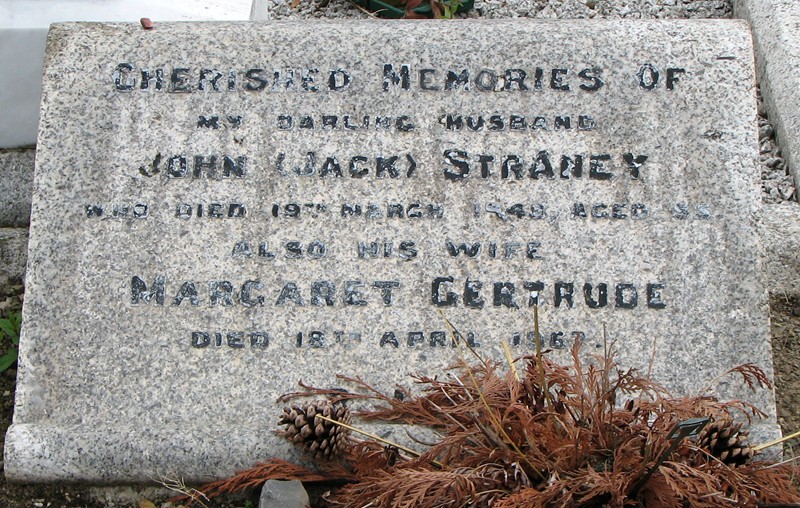 CHERISHED MEMORIES OF
MY DARLING HUSBAND
JOHN (JACK) STRANEY
WHO DIED 19TH MARCH 1949, AGED
ALSO HIS WIFE
MARGARET GERTRUDE
DIED 18TH APRIL